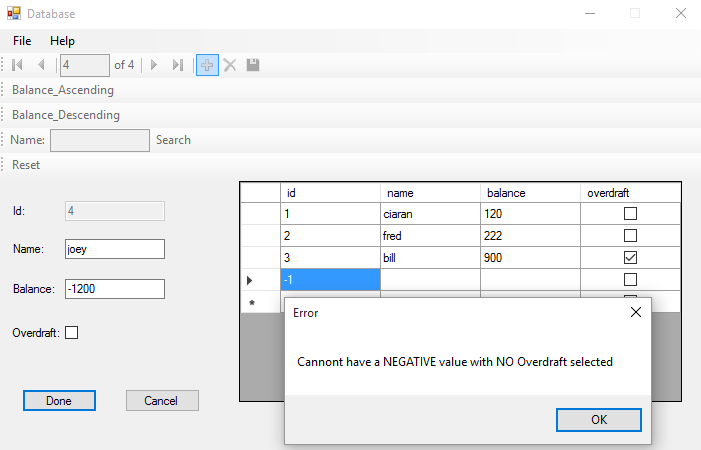 Database
File Help
4 of 4
Balance_Ascending
Balance_Descending
Name: Search
Reset
Id: 4
Name: joey
Balance: -1200
Overdraft:
Done Cancel
id name balance overdraft
1 ciaran 120
2 fred 222
3 bill 900
-1
*
Error
Cannont have a NEGATIVE value with NO Overdraft selected
OK